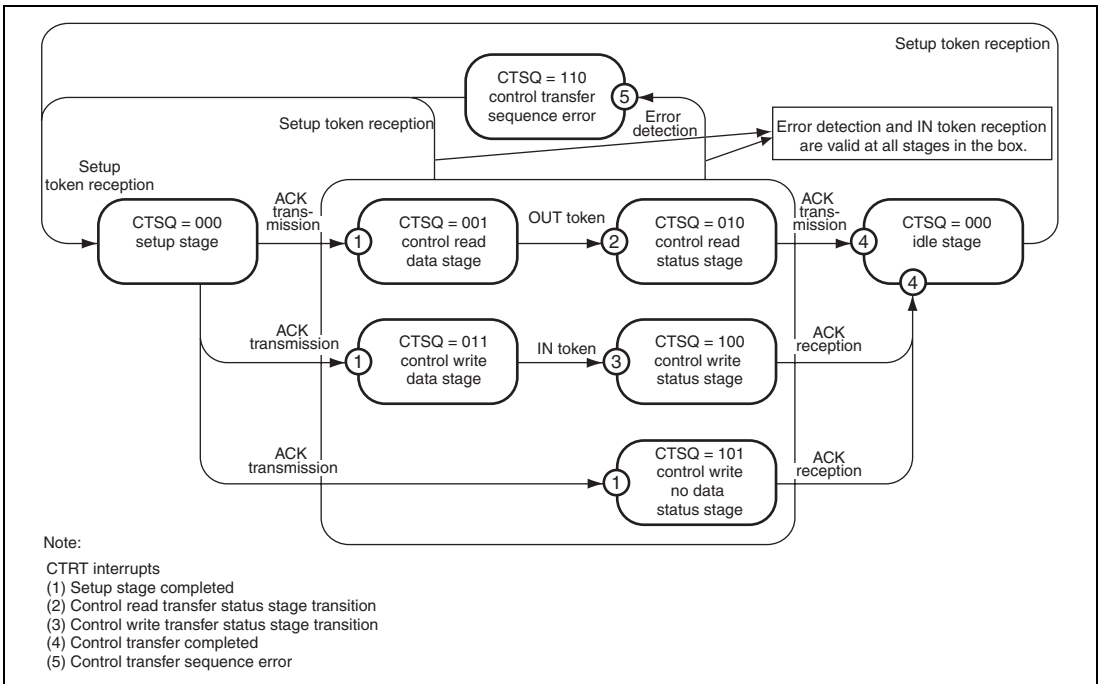 Setup token reception
CTSQ = 110
control transfer
sequence error
5
Setup token reception
Error
detection
Error detection and IN token reception
are valid at all stages in the box.
Setup
token reception
CTSQ = 000
setup stage
ACK
trans-
mission
1
CTSQ = 001
control read
data stage
OUT token
2
CTSQ = 010
control read
status stage
ACK
trans-
mission
4
CTSQ = 000
idle stage
4
ACK
transmission
1
CTSQ = 011
control write
data stage
IN token
3
CTSQ = 100
control write
status stage
ACK
reception
ACK
transmission
1
CTSQ = 101
control write
no data
status stage
ACK
reception
Note:
CTRT interrupts
(1) Setup stage completed
(2) Control read transfer status stage transition
(3) Control write transfer status stage transition
(4) Control transfer completed
(5) Control transfer sequence error